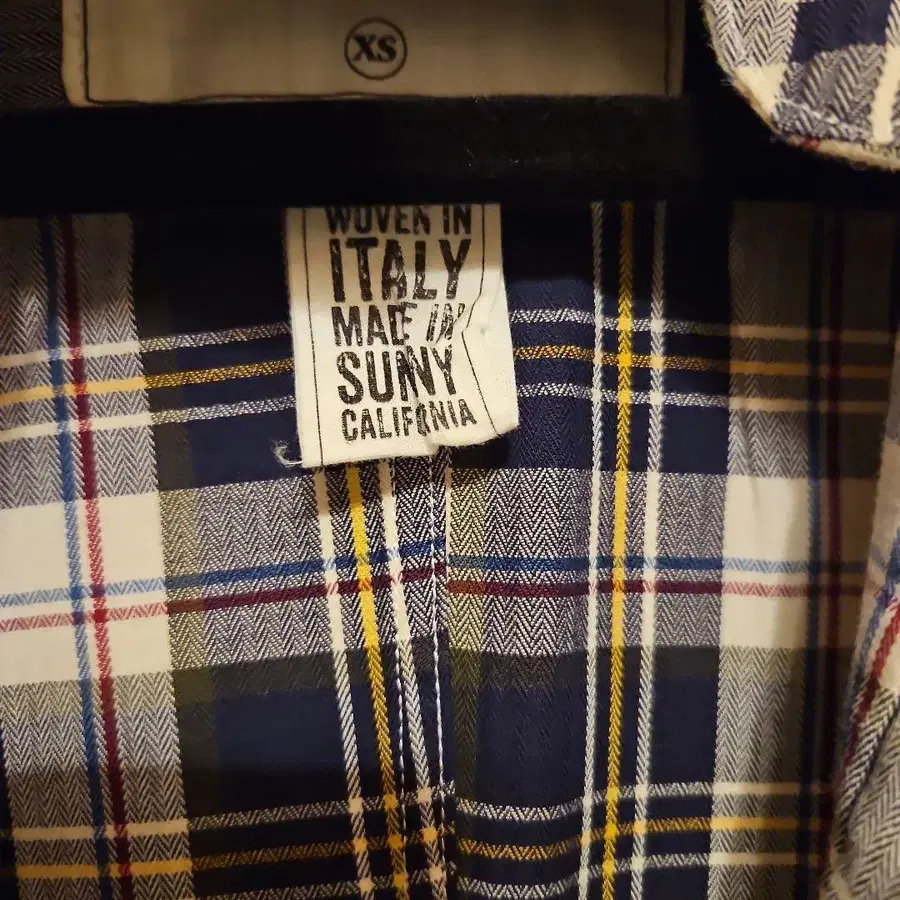 XS
WOVEN IN
ITALY
MADE IN
SUNNY
CALIFORNIA